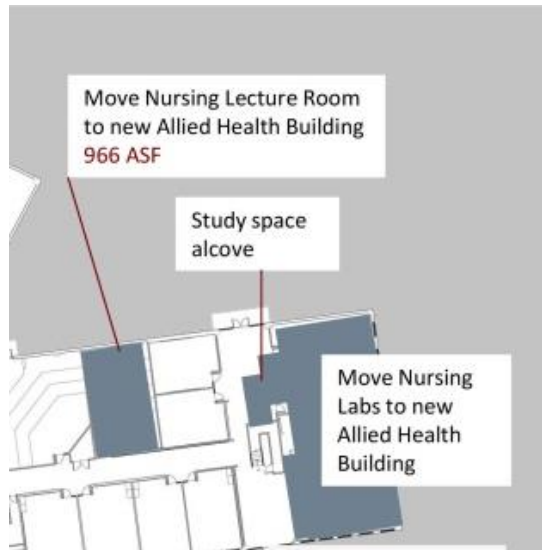 Move Nursing Lecture Room
to new Allied Health Building
966 ASF
Study space
alcove
Move Nursing
Labs to new
Allied Health
Building